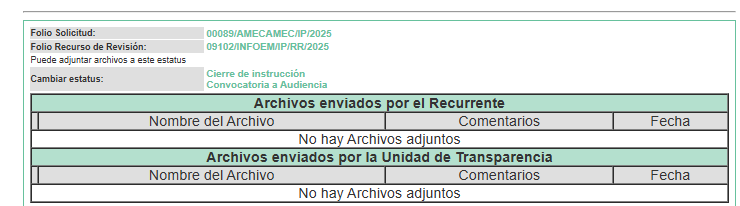 Folio Solicitud: 00089/AMECAMEC/IP/2025
Folio Recurso de Revisión: 09102/INFOEM/IP/RR/2025
Puede adjuntar archivos a este estatus
Cambiar estatus: Cierre de instrucción
Convocatoria a Audiencia
Archivos enviados por el Recurrente
Nombre del Archivo Comentarios Fecha
No hay Archivos adjuntos
Archivos enviados por la Unidad de Transparencia
Nombre del Archivo Comentarios Fecha
No hay Archivos adjuntos